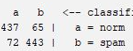 a b <-- classifi
437 65 | a = norm
72 443 | b = spam